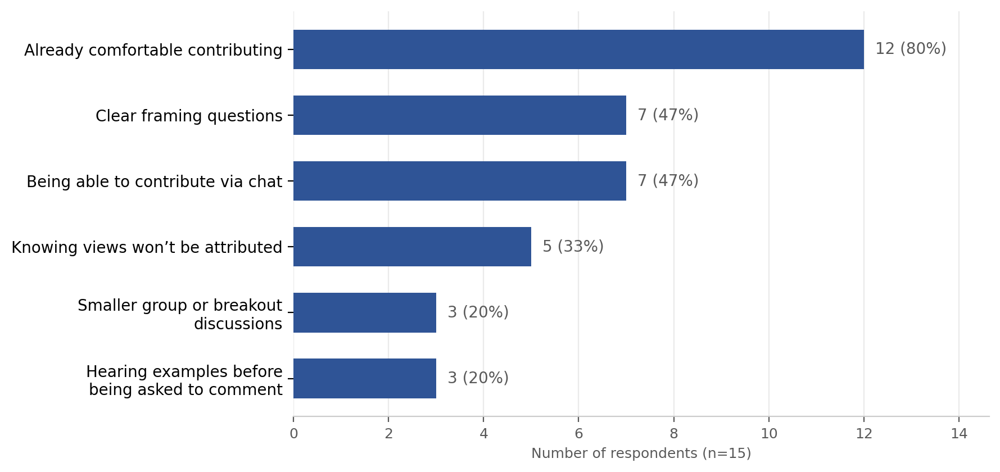 Already comfortable contributing
12 (80%)
Clear framing questions
7 (47%)
Being able to contribute via chat
7 (47%)
Knowing views won’t be attributed
5 (33%)
Smaller group or breakout
discussions
3 (20%)
Hearing examples before
being asked to comment
3 (20%)
0 2 4 6 8 10 12 14
Number of respondents (n=15)